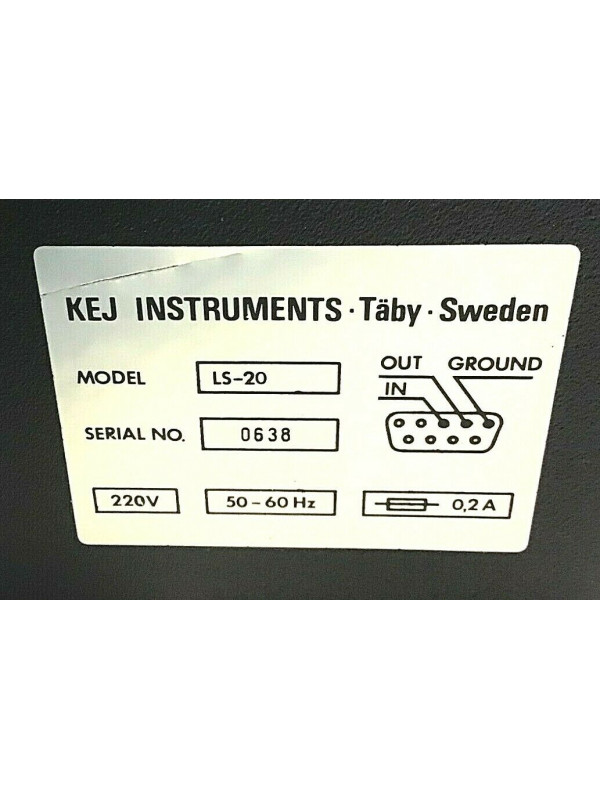 KEJ INSTRUMENTS · Täby · Sweden
MODEL LS-20
OUT GROUND
IN
SERIAL NO. 0638
220V 50-60 Hz 0,2 A